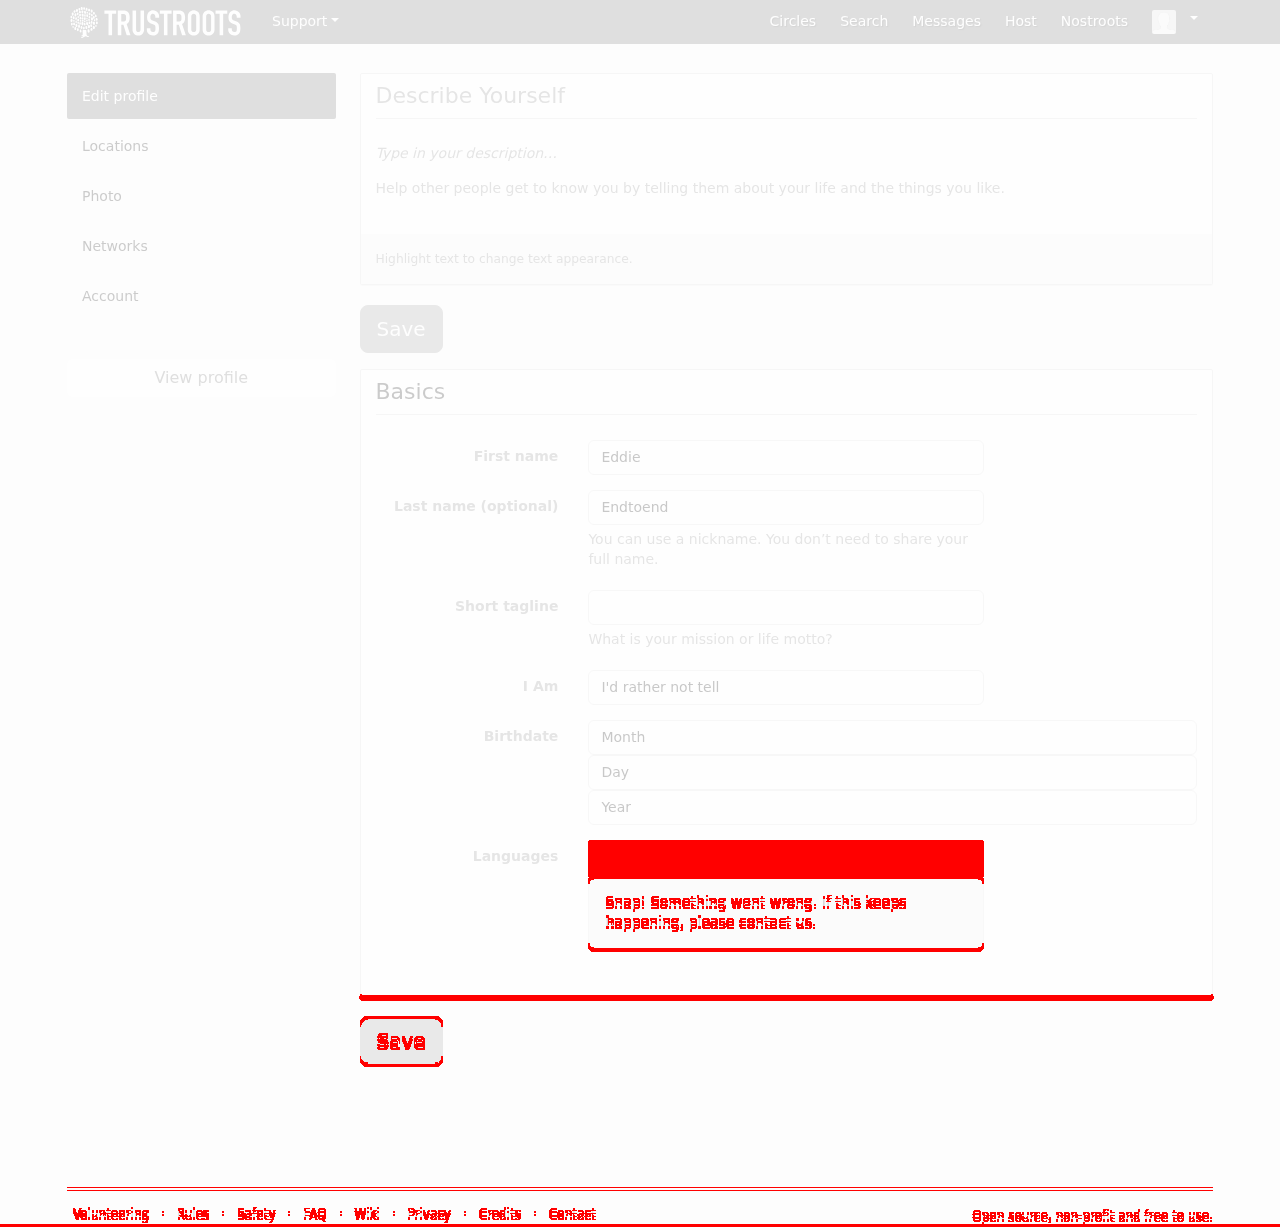 TRUSTROOTS Support Circles Search Messages Host Nostroots
Edit profile
Locations
Photo
Networks
Account
View profile
Describe Yourself
Type in your description...
Help other people get to know you by telling them about your life and the things you like.
Highlight text to change text appearance.
Save
Basics
First name Eddie
Last name (optional) Endtoend
You can use a nickname. You don't need to share your
full name.
Short tagline
What is your mission or life motto?
I Am I'd rather not tell
Birthdate Month
Day
Year
Languages
Snap! Something went wrong. If this keeps
happening, please contact us.
Save
Volunteering · Rules · Safety · FAQ · Wiki · Privacy · Credits · Contact Open source, non-profit and free to use.